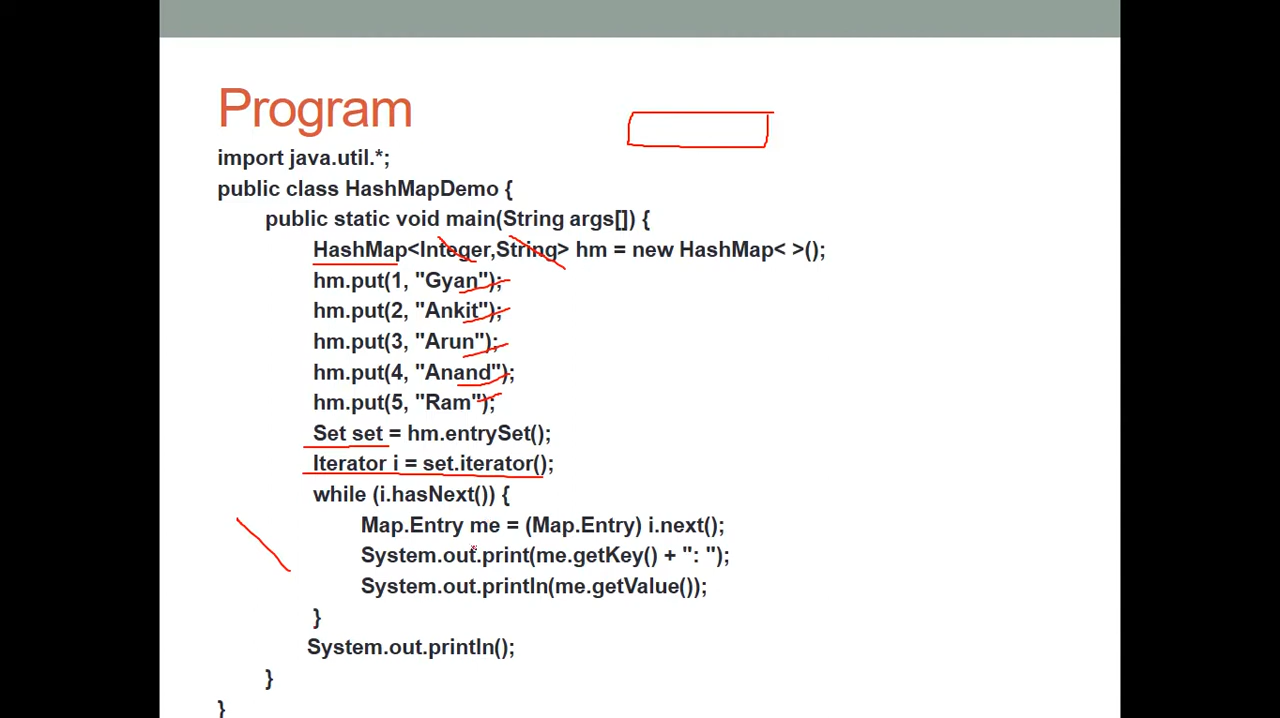 Program
import java.util.*;
public class HashMapDemo {
public static void main(String args[]) {
HashMap<Integer,String> hm = new HashMap< >();
hm.put(1, "Gyan");
hm.put(2, "Ankit");
hm.put(3, "Arun");
hm.put(4, "Anand");
hm.put(5, "Ram");
Set set = hm.entrySet();
Iterator i = set.iterator();
while (i.hasNext()) {
Map.Entry me = (Map.Entry) i.next();
System.out.print(me.getKey() + ": ");
System.out.println(me.getValue());
}
System.out.println();
}
}